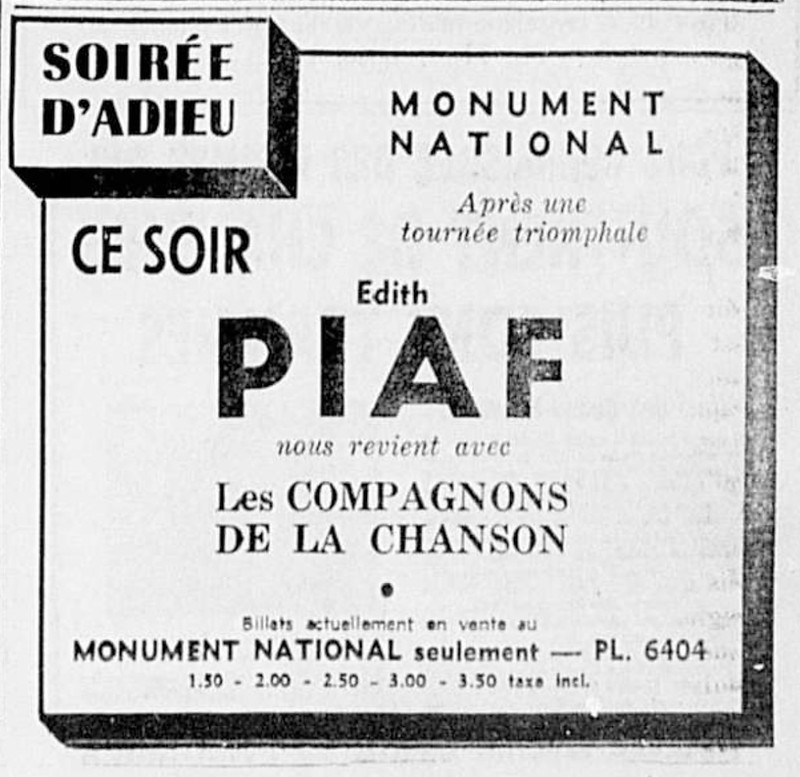 SOIRÉE
D'ADIEU
MONUMENT
NATIONAL
Après une
tournée triomphale
CE SOIR
Edith
PIAF
nous revient avec
Les COMPAGNONS
DE LA CHANSON
•
Billets actuellement en vente au
MONUMENT NATIONAL seulement — PL. 6404
1.50 - 2.00 - 2.50 - 3.00 - 3.50 taxe incl.